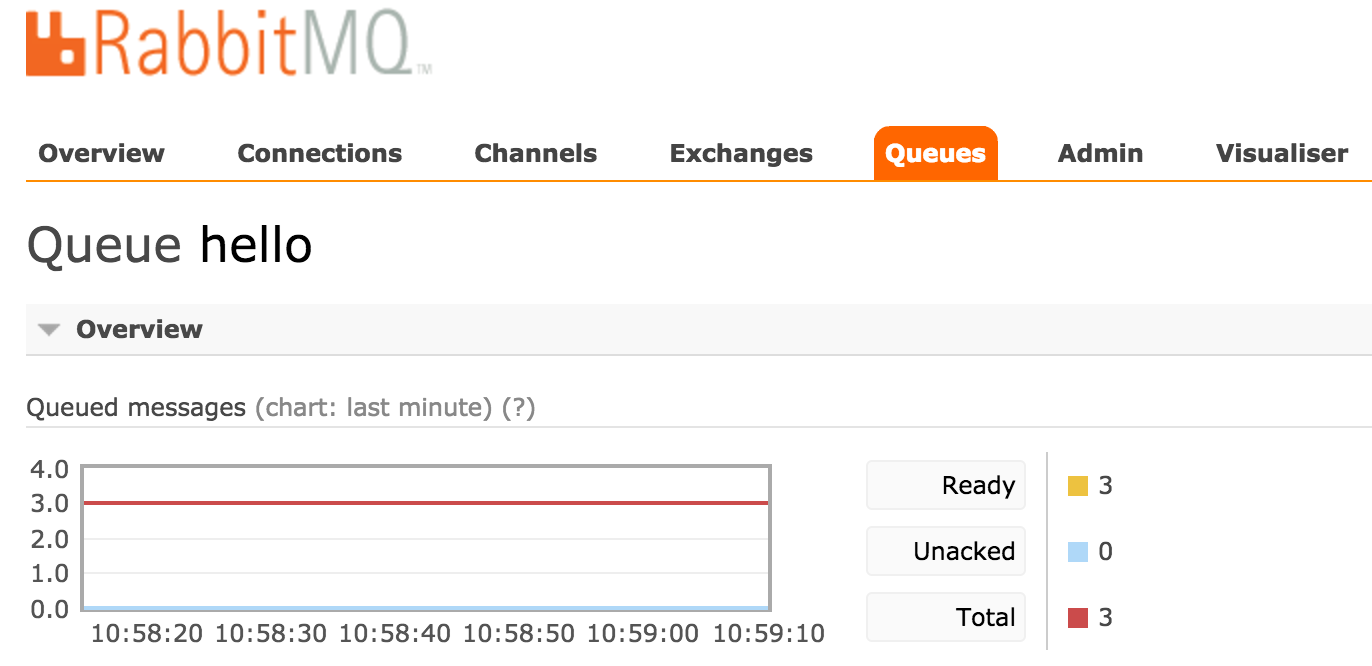 RabbitMQ™
Overview Connections Channels Exchanges Queues Admin Visualiser
Queue hello
Overview
Queued messages (chart: last minute) (?)
4.0
3.0
2.0
1.0
0.0
10:58:20 10:58:30 10:58:40 10:58:50 10:59:00 10:59:10
Ready 3
Unacked 0
Total 3